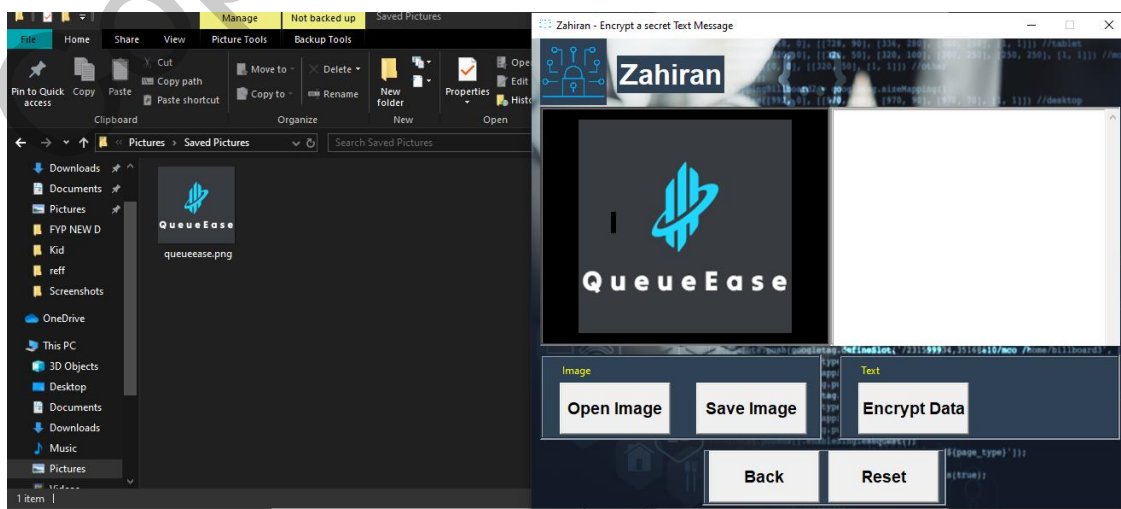 Manage
Not backed up
Saved Pictures
File
Home
Share
View
Picture Tools
Backup Tools
Pin to Quick access
Copy
Paste
Cut
Copy path
Paste shortcut
Move to
Copy to
Delete
Rename
New folder
Properties
Edit
Clipboard
Organize
New
Open
Pictures > Saved Pictures
Search Saved Pictures
Downloads
Documents
Pictures
FYP NEW D
Kid
reff
Screenshots
OneDrive
This PC
3D Objects
Desktop
Documents
Downloads
Music
Pictures
QueueEase
queueease.png
1 item
Zahiran - Encrypt a secret Text Message
Zahiran
QueueEase
Image
Open Image
Save Image
Text
Encrypt Data
Back
Reset